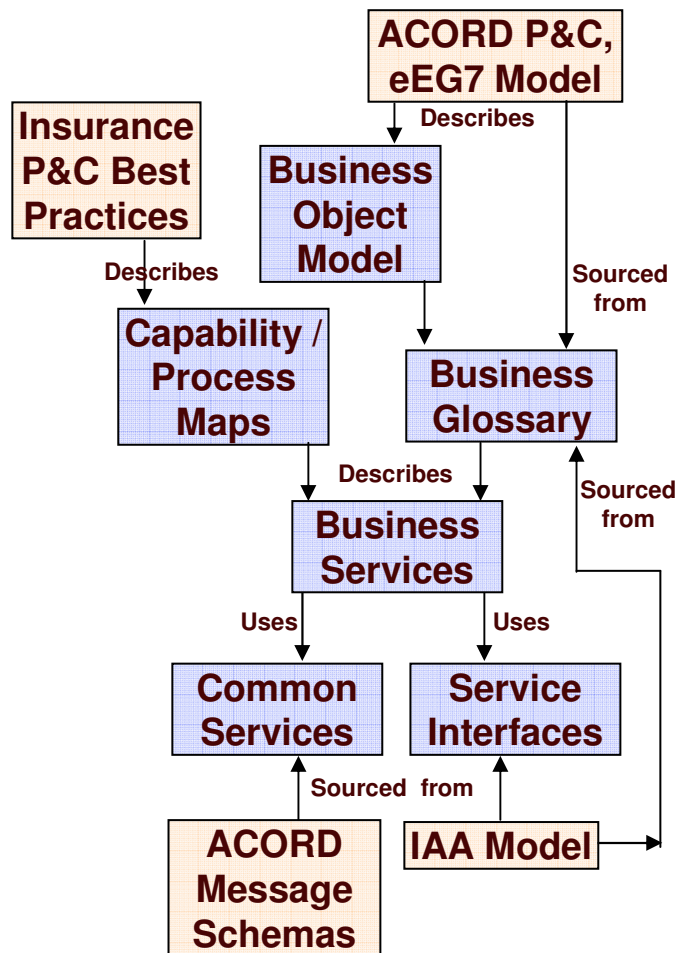 ACORD P&C,
eEG7 Model
Insurance
P&C Best
Practices
Describes
Business
Object
Model
Describes
Sourced
from
Capability /
Process
Maps
Business
Glossary
Describes
Sourced
from
Business
Services
Uses
Uses
Common
Services
Service
Interfaces
Sourced from
ACORD
Message
Schemas
IAA Model